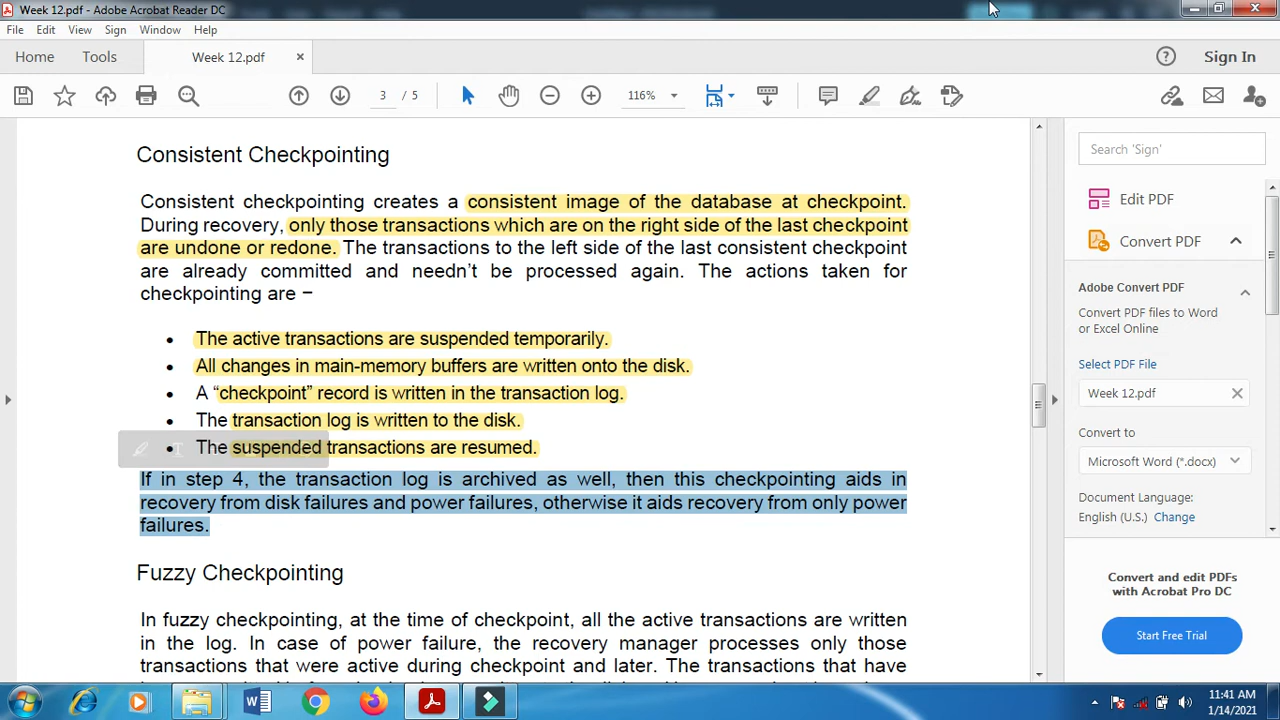 Week 12.pdf - Adobe Acrobat Reader DC
File Edit View Sign Window Help
Home Tools Week 12.pdf × Sign In
3 / 5 116%
Consistent Checkpointing
Consistent checkpointing creates a consistent image of the database at checkpoint.
During recovery, only those transactions which are on the right side of the last checkpoint
are undone or redone. The transactions to the left side of the last consistent checkpoint
are already committed and needn’t be processed again. The actions taken for
checkpointing are −
• The active transactions are suspended temporarily.
• All changes in main-memory buffers are written onto the disk.
• A “checkpoint” record is written in the transaction log.
• The transaction log is written to the disk.
• The suspended transactions are resumed.
If in step 4, the transaction log is archived as well, then this checkpointing aids in
recovery from disk failures and power failures, otherwise it aids recovery from only power
failures.
Fuzzy Checkpointing
In fuzzy checkpointing, at the time of checkpoint, all the active transactions are written
in the log. In case of power failure, the recovery manager processes only those
transactions that were active during checkpoint and later. The transactions that have
Search 'Sign'
Edit PDF
Convert PDF
Adobe Convert PDF
Convert PDF files to Word
or Excel Online
Select PDF File
Week 12.pdf
Convert to
Microsoft Word (*.docx)
Document Language:
English (U.S.) Change
Convert and edit PDFs
with Acrobat Pro DC
Start Free Trial
11:41 AM
1/14/2021